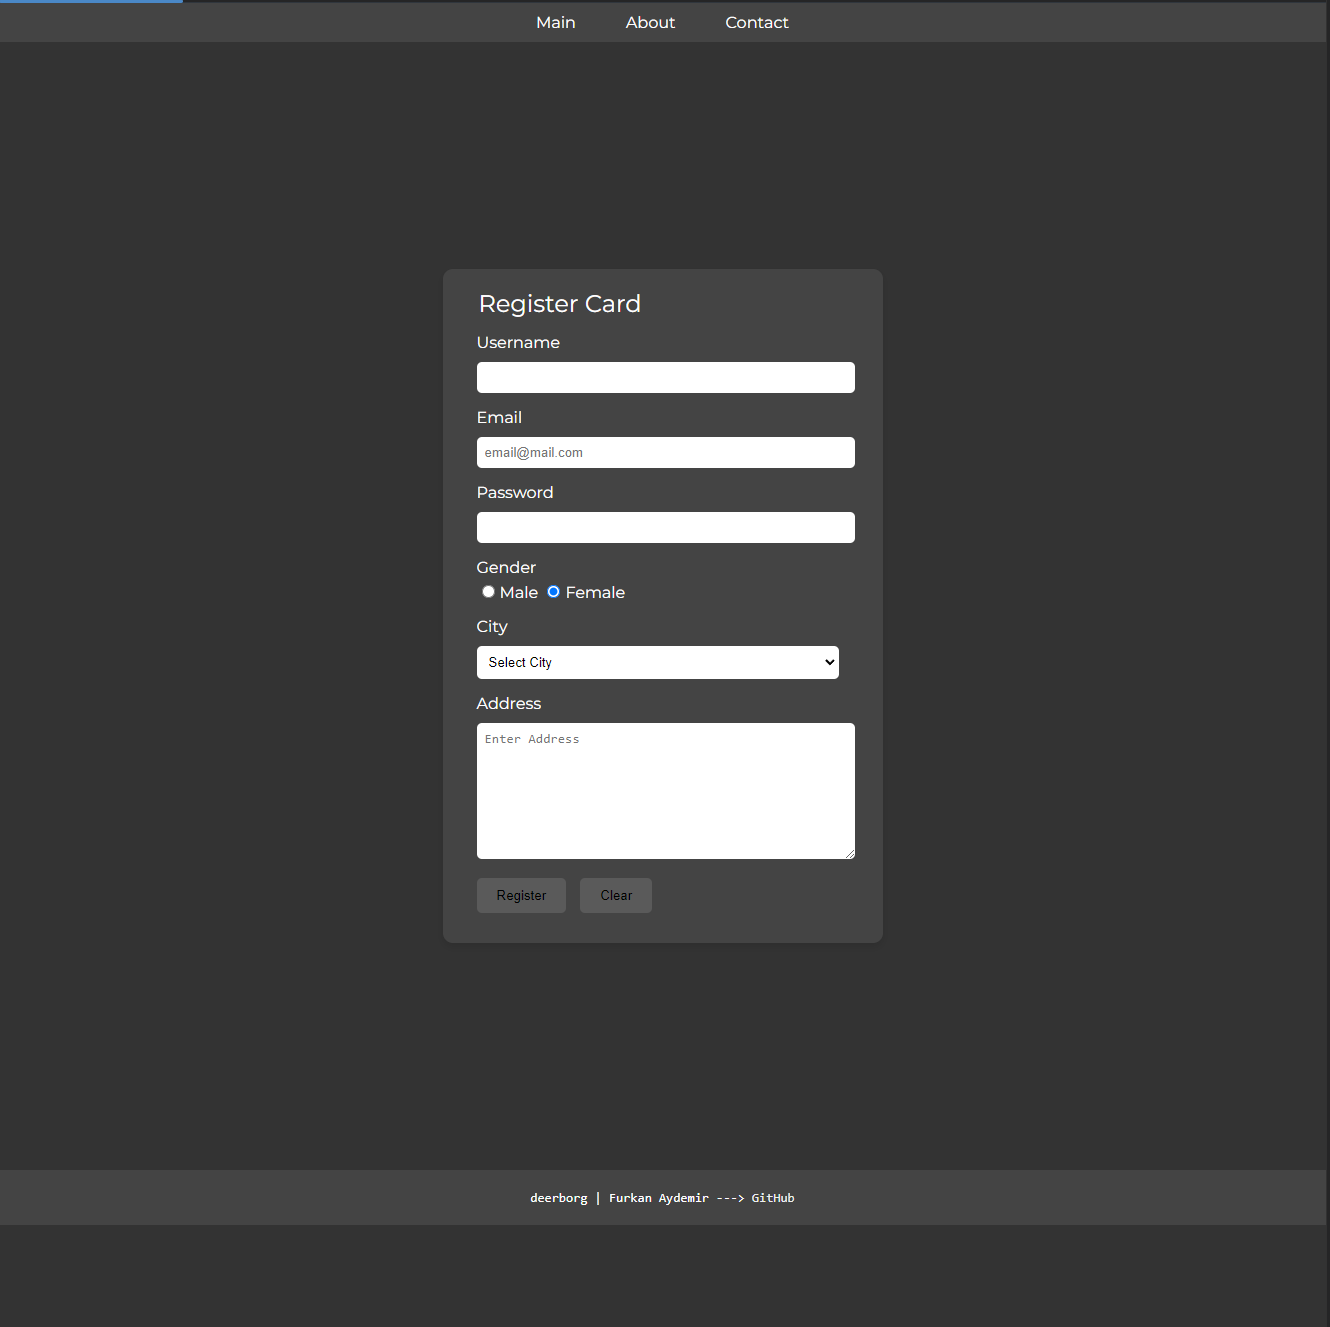 Main About Contact
Register Card
Username
Email
email@mail.com
Password
Gender
Male Female
City
Select City
Address
Enter Address
Register Clear
deerborg | Furkan Aydemir ---> GitHub